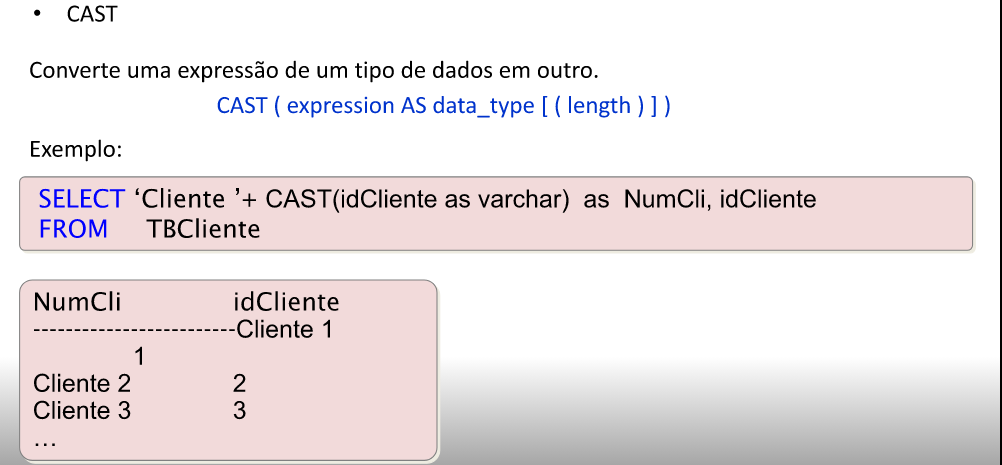 • CAST
Converte uma expressão de um tipo de dados em outro.
CAST ( expression AS data_type [ ( length ) ] )
Exemplo:
SELECT ‘Cliente ’+ CAST(idCliente as varchar) as NumCli, idCliente
FROM TBCliente
NumCli idCliente
-------------------------Cliente 1
1
Cliente 2 2
Cliente 3 3
…